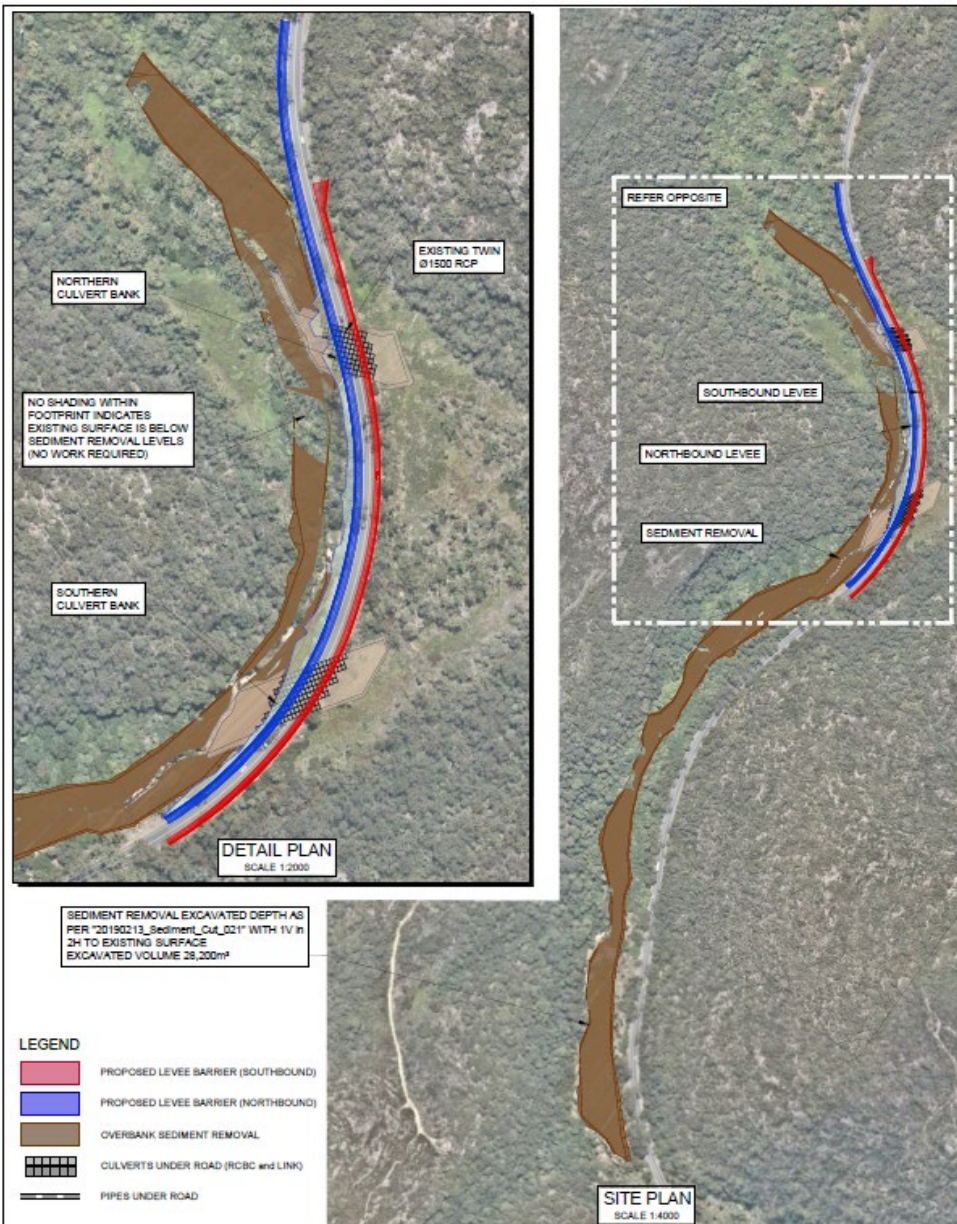 REFER OPPOSITE
EXISTING TWIN
Ø1500 RCP
NORTHERN
CULVERT BANK
NO SHADING WITHIN
FOOTPRINT INDICATES
EXISTING SURFACE IS BELOW
SEDIMENT REMOVAL LEVELS
(NO WORK REQUIRED)
SOUTHERN
CULVERT BANK
DETAIL PLAN
SCALE 1:2000
SOUTHBOUND LEVEE
NORTHBOUND LEVEE
SEDMIENT REMOVAL
SEDIMENT REMOVAL EXCAVATED DEPTH AS
PER "20190213_Sediment_Cut_021" WITH 1V in
2H TO EXISTING SURFACE
EXCAVATED VOLUME 28,200m³
LEGEND
PROPOSED LEVEE BARRIER (SOUTHBOUND)
PROPOSED LEVEE BARRIER (NORTHBOUND)
OVERBANK SEDIMENT REMOVAL
CULVERTS UNDER ROAD (RCBC and LINK)
PIPES UNDER ROAD
SITE PLAN
SCALE 1:4000